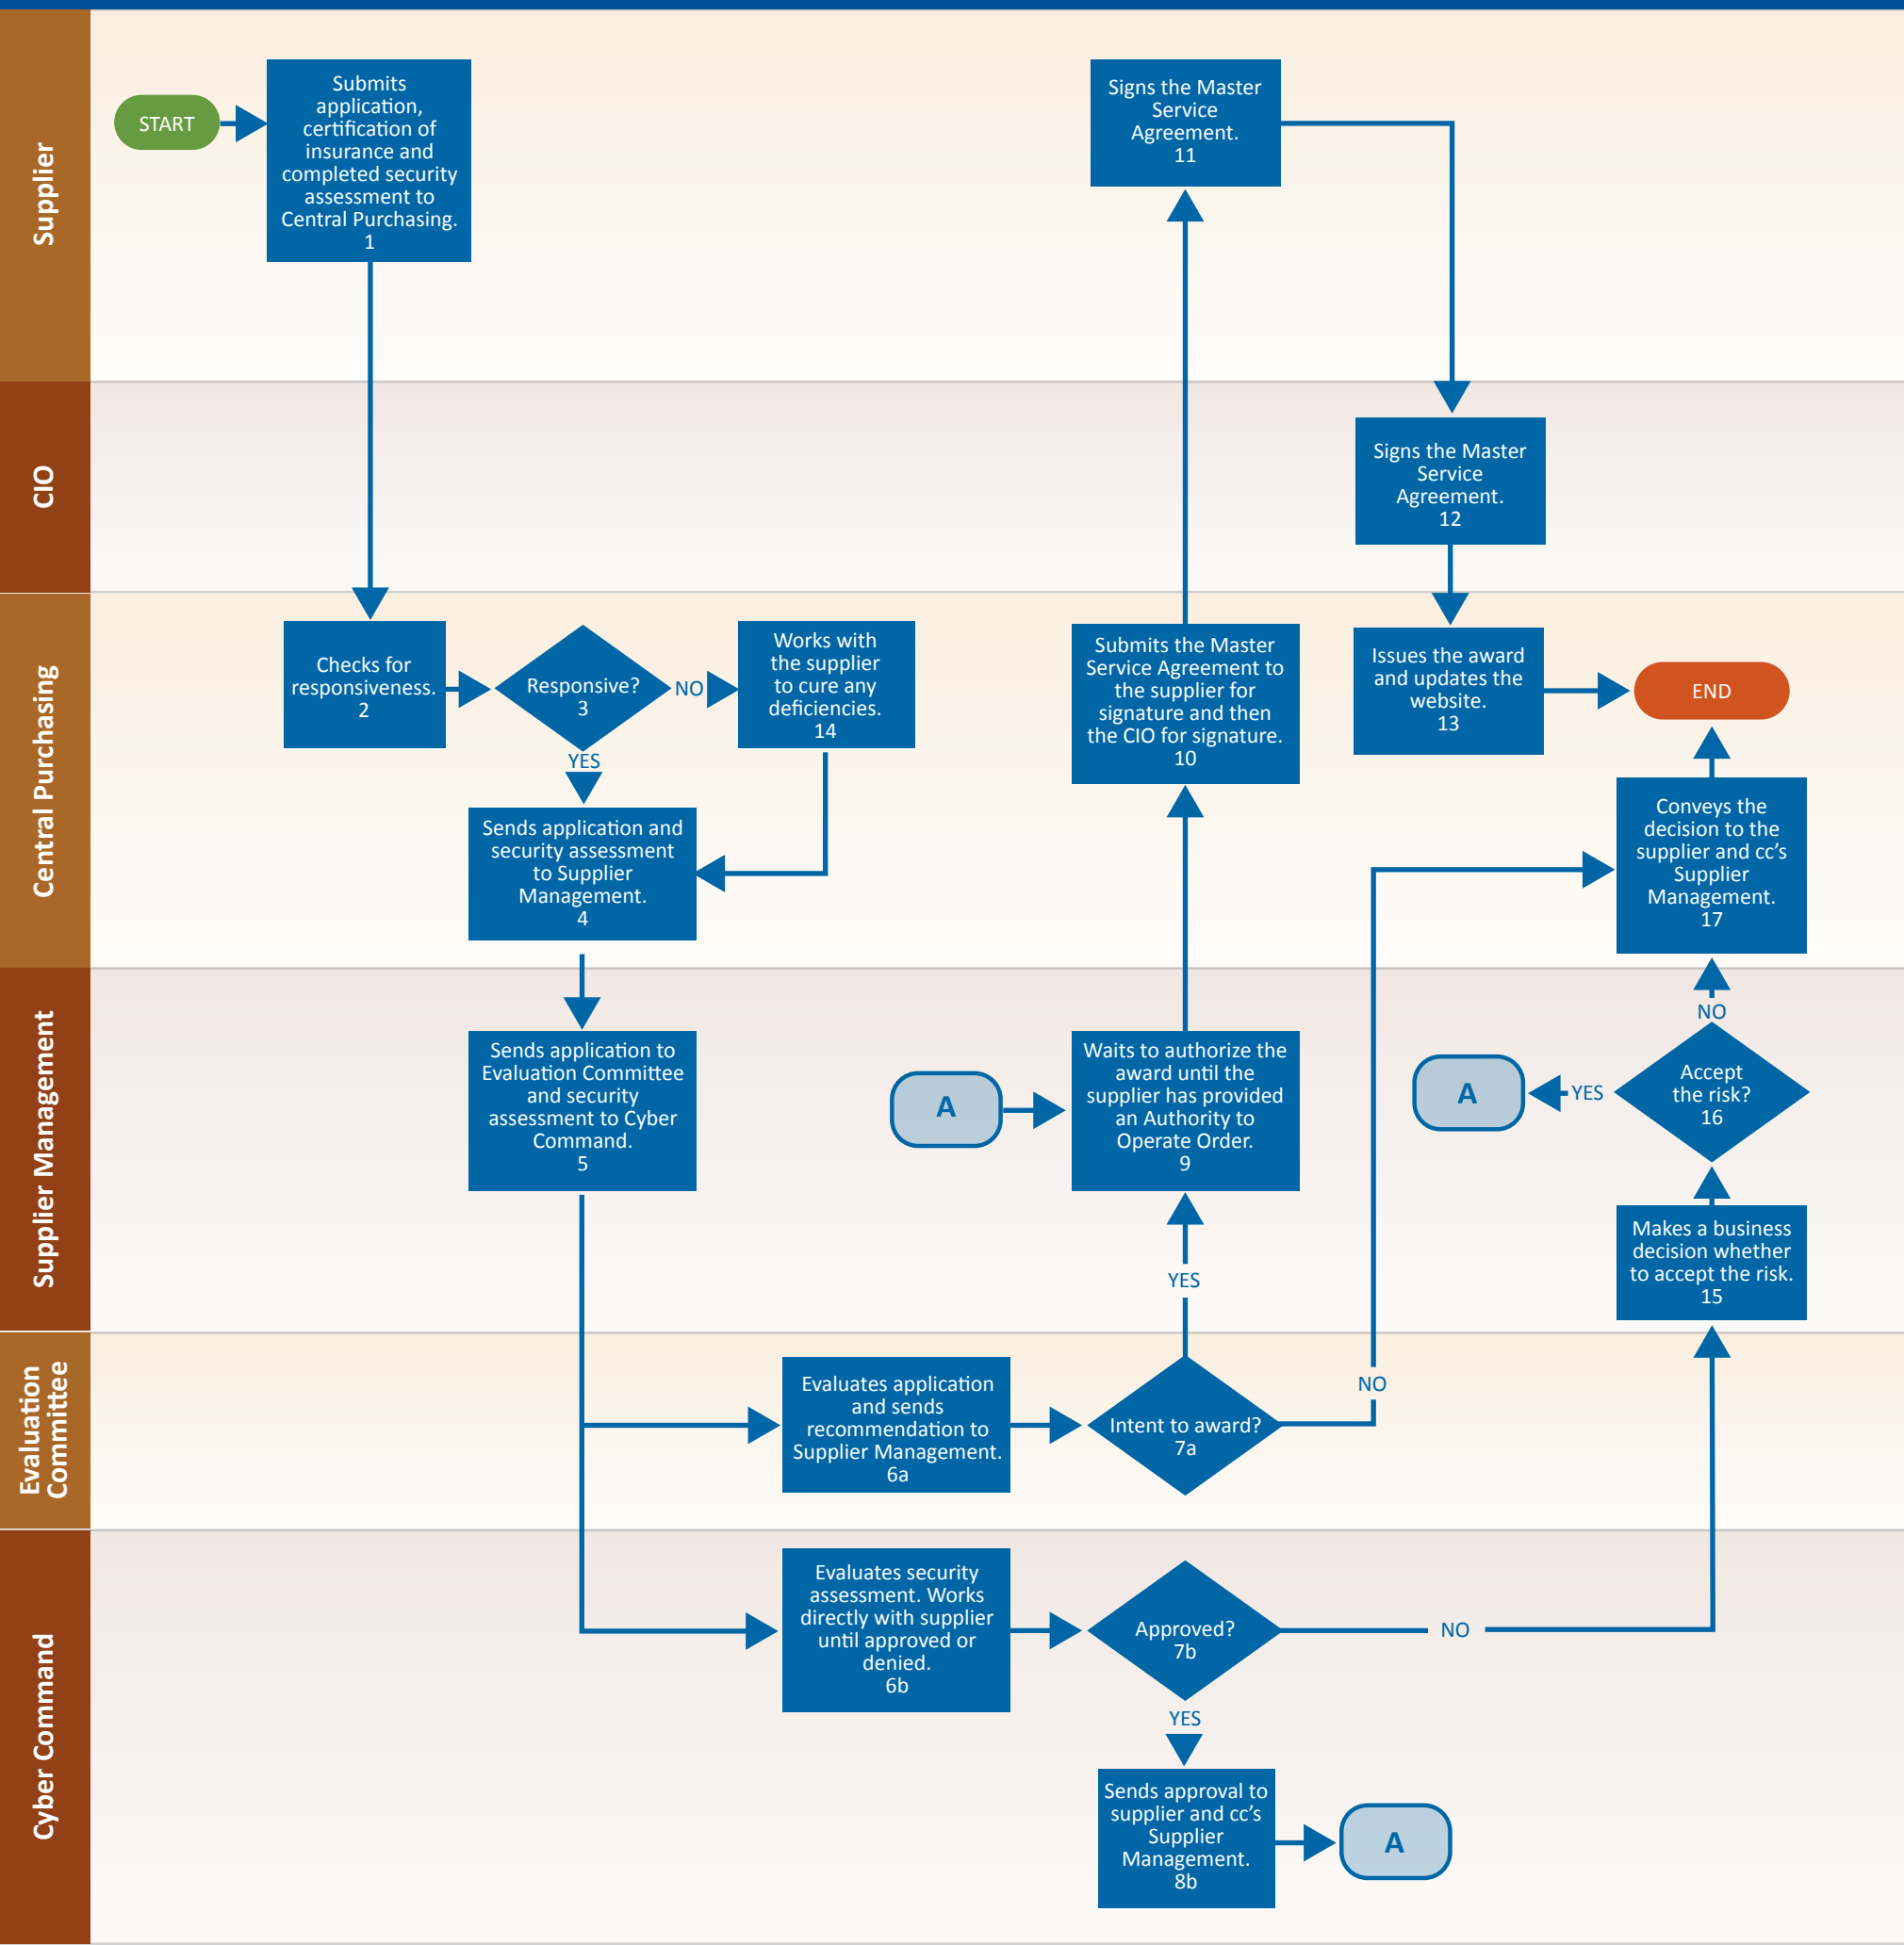 Supplier
START
Submits
application,
certification of
insurance and
completed security
assessment to
Central Purchasing.
1
Signs the Master
Service
Agreement.
11
CIO
Signs the Master
Service
Agreement.
12
Central Purchasing
Checks for
responsiveness.
2
Responsive?
3
NO
YES
Works with
the supplier
to cure any
deficiencies.
14
Sends application and
security assessment
to Supplier
Management.
4
Submits the Master
Service Agreement to
the supplier for
signature and then
the CIO for signature.
10
Issues the award
and updates the
website.
13
END
Conveys the
decision to the
supplier and cc's
Supplier
Management.
17
Supplier Management
Sends application to
Evaluation Committee
and security
assessment to Cyber
Command.
5
A
Waits to authorize the
award until the
supplier has provided
an Authority to
Operate Order.
9
YES
A
YES
NO
Accept
the risk?
16
Makes a business
decision whether
to accept the risk.
15
Evaluation
Committee
Evaluates application
and sends
recommendation to
Supplier Management.
6a
Intent to award?
7a
NO
Cyber Command
Evaluates security
assessment. Works
directly with supplier
until approved or
denied.
6b
Approved?
7b
NO
YES
Sends approval to
supplier and cc's
Supplier
Management.
8b
A